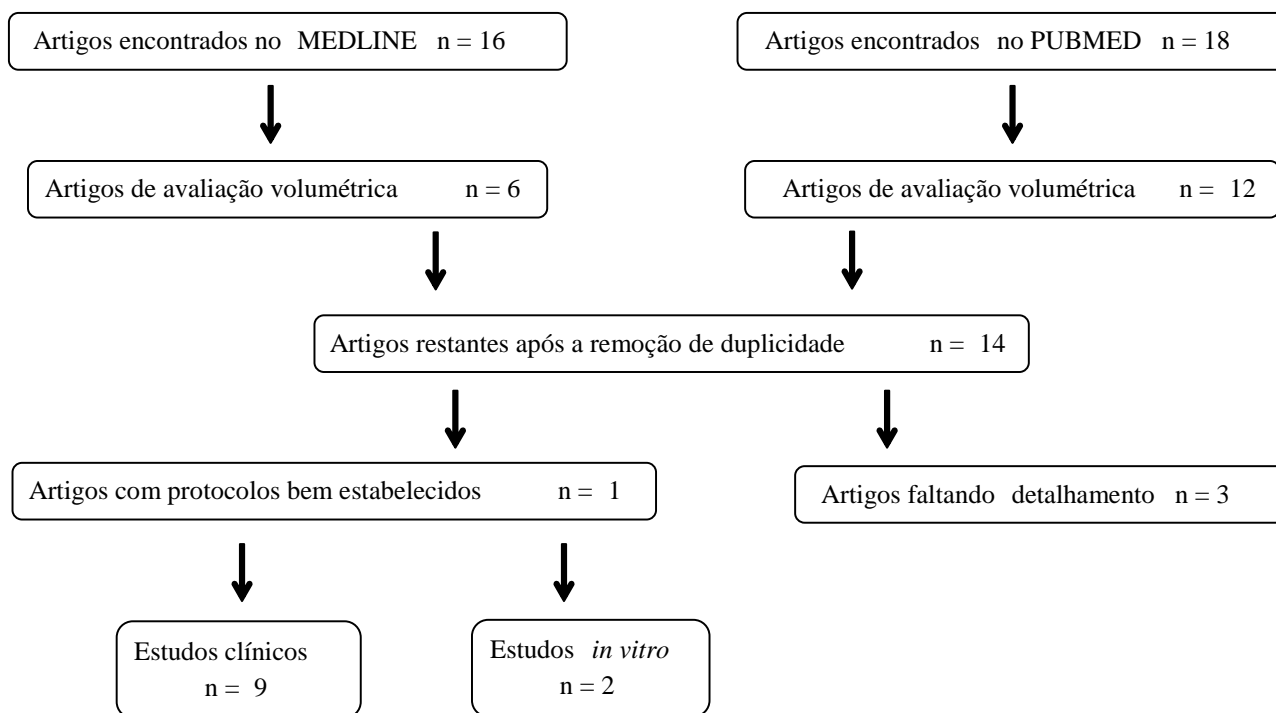 Artigos encontrados no MEDLINE n = 16
Artigos encontrados no PUBMED n = 18
Artigos de avaliação volumétrica n = 6
Artigos de avaliação volumétrica n = 12
Artigos restantes após a remoção de duplicidade n = 14
Artigos com protocolos bem estabelecidos n = 1
Artigos faltando detalhamento n = 3
Estudos clínicos
n = 9
Estudos in vitro
n = 2